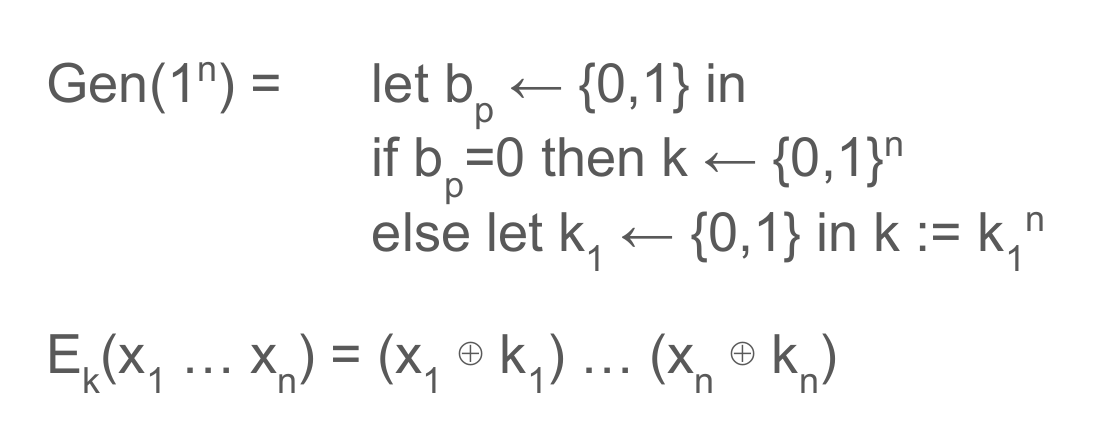 Gen(1ⁿ) = let bₚ ← {0,1} in
if bₚ=0 then k ← {0,1}ⁿ
else let k₁ ← {0,1} in k := k₁ⁿ
Eₖ(x₁ … xₙ) = (x₁ ⊕ k₁) … (xₙ ⊕ kₙ)